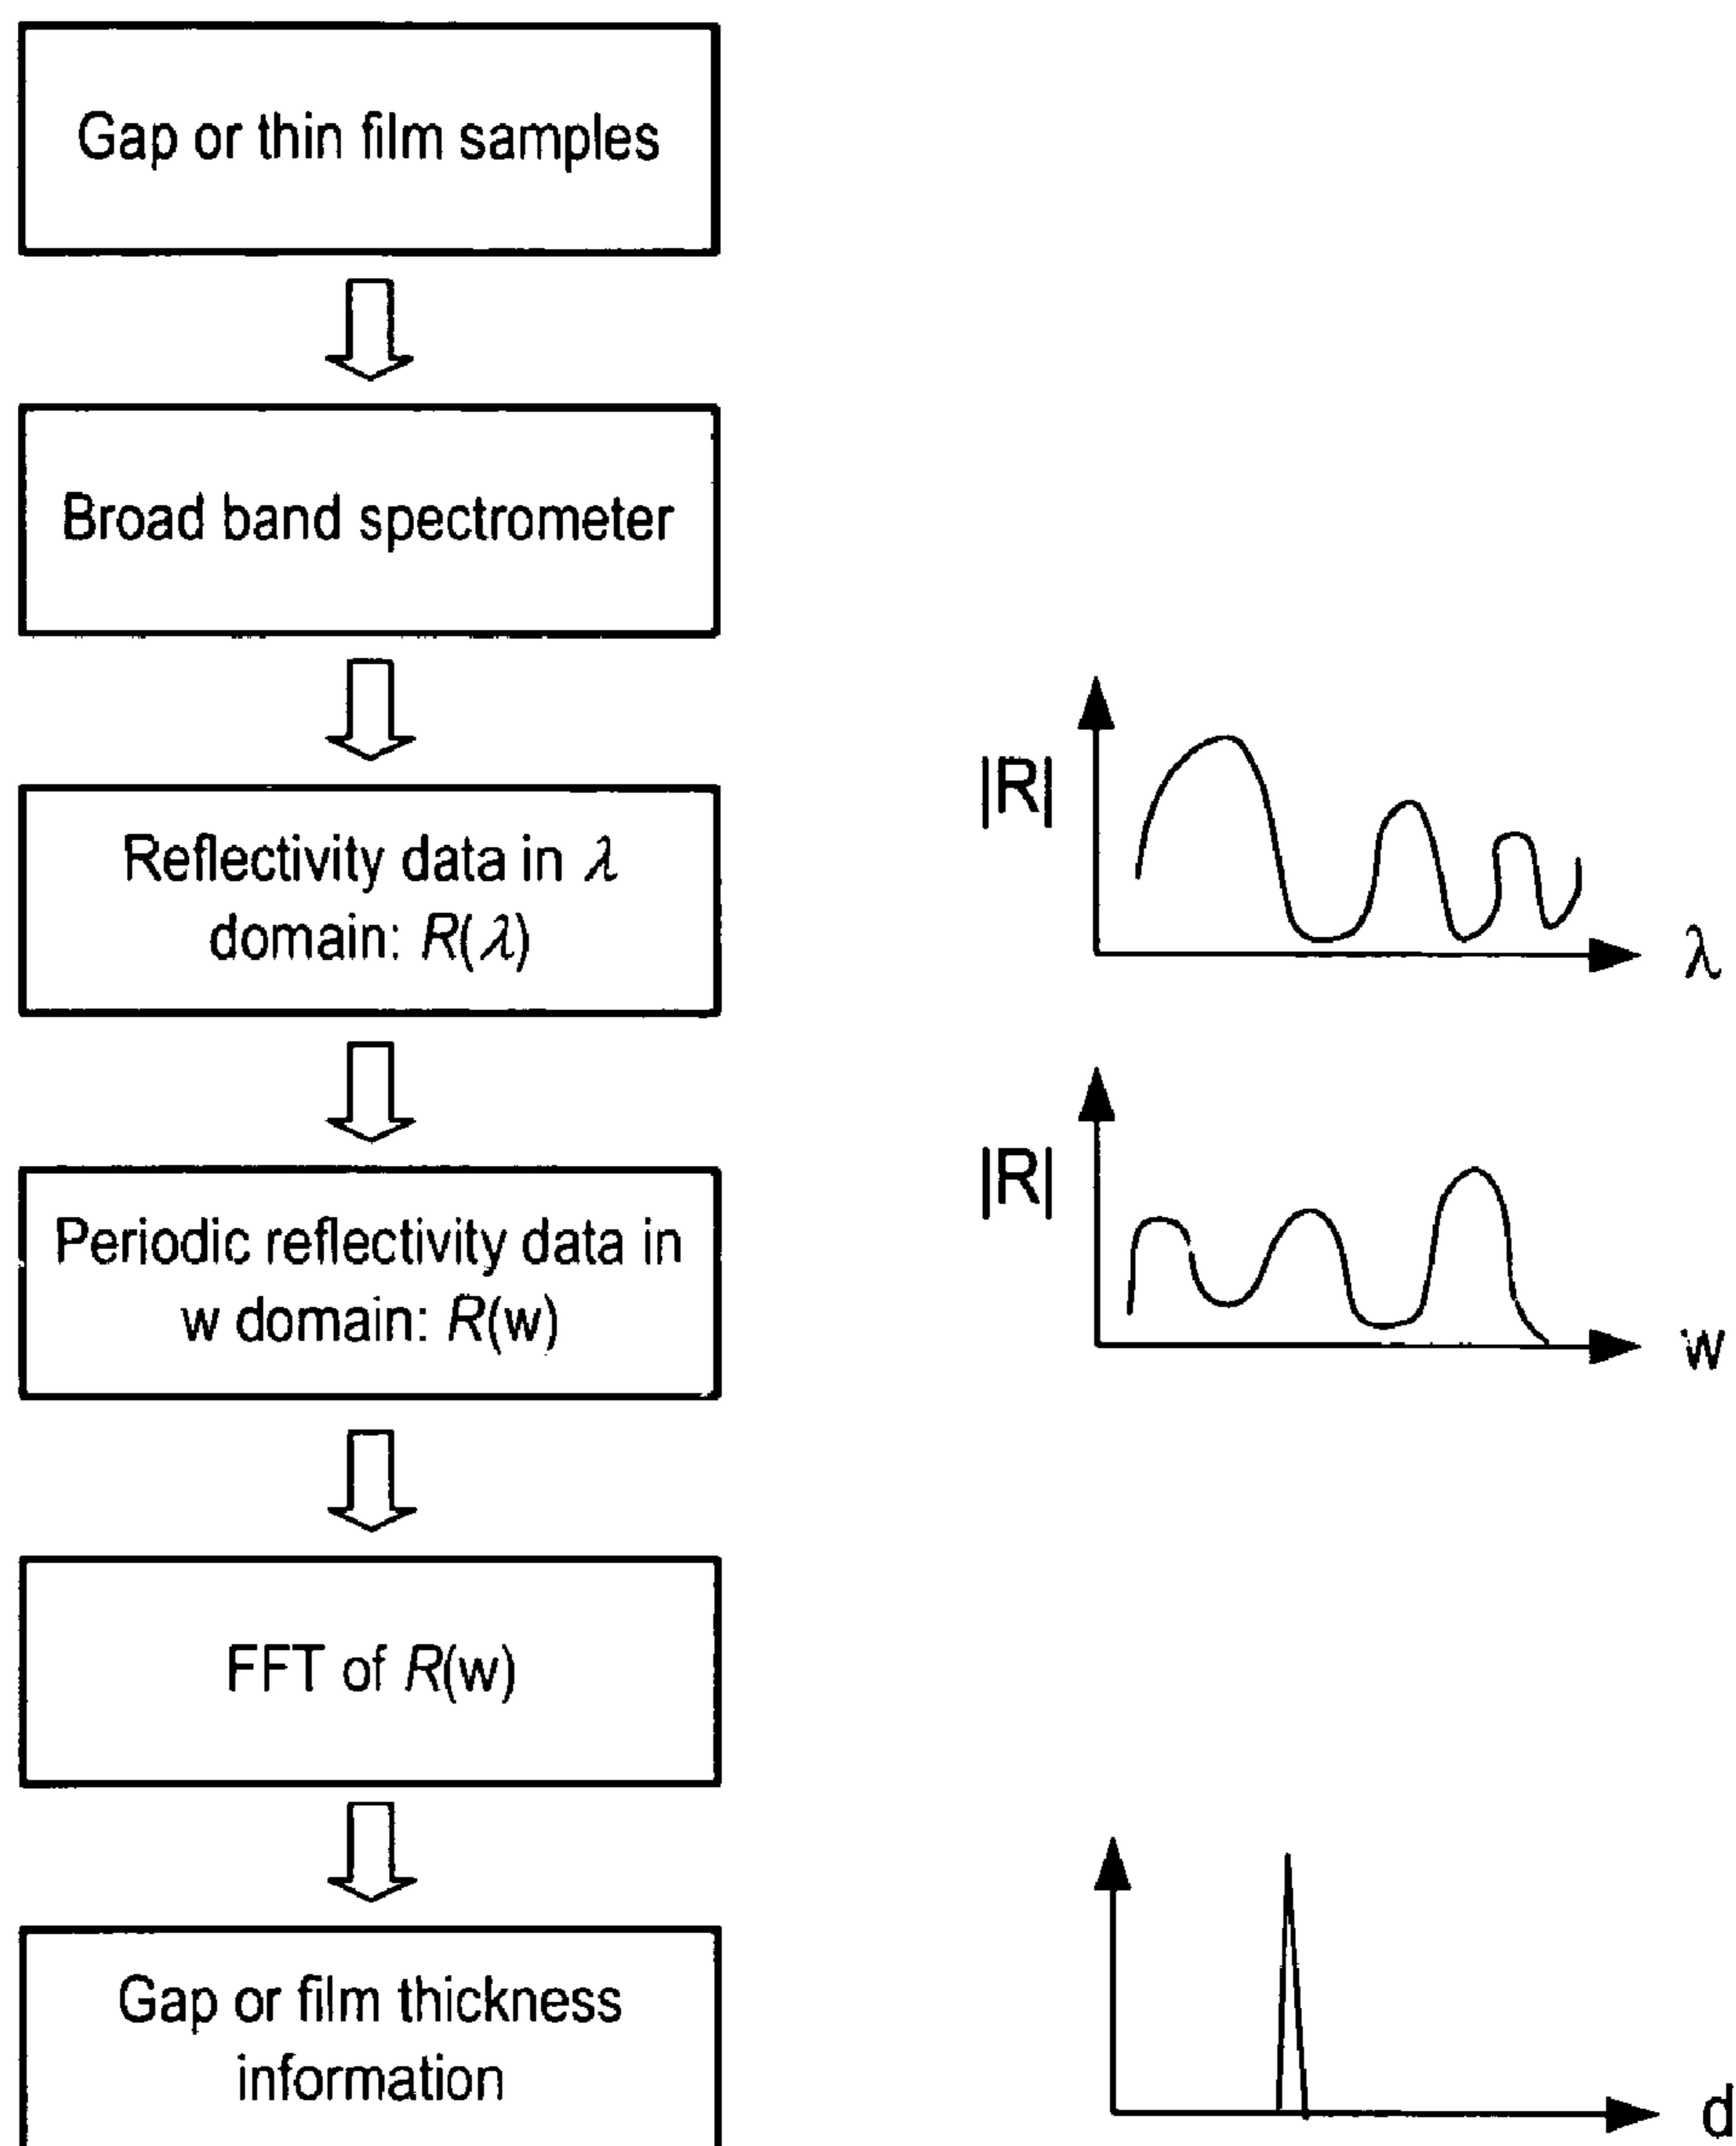 Gap or thin film samples
Broad band spectrometer
Reflectivity data in λ
domain: R(λ)
|R|
λ
Periodic reflectivity data in
w domain: R(w)
|R|
w
FFT of R(w)
Gap or film thickness
information
d